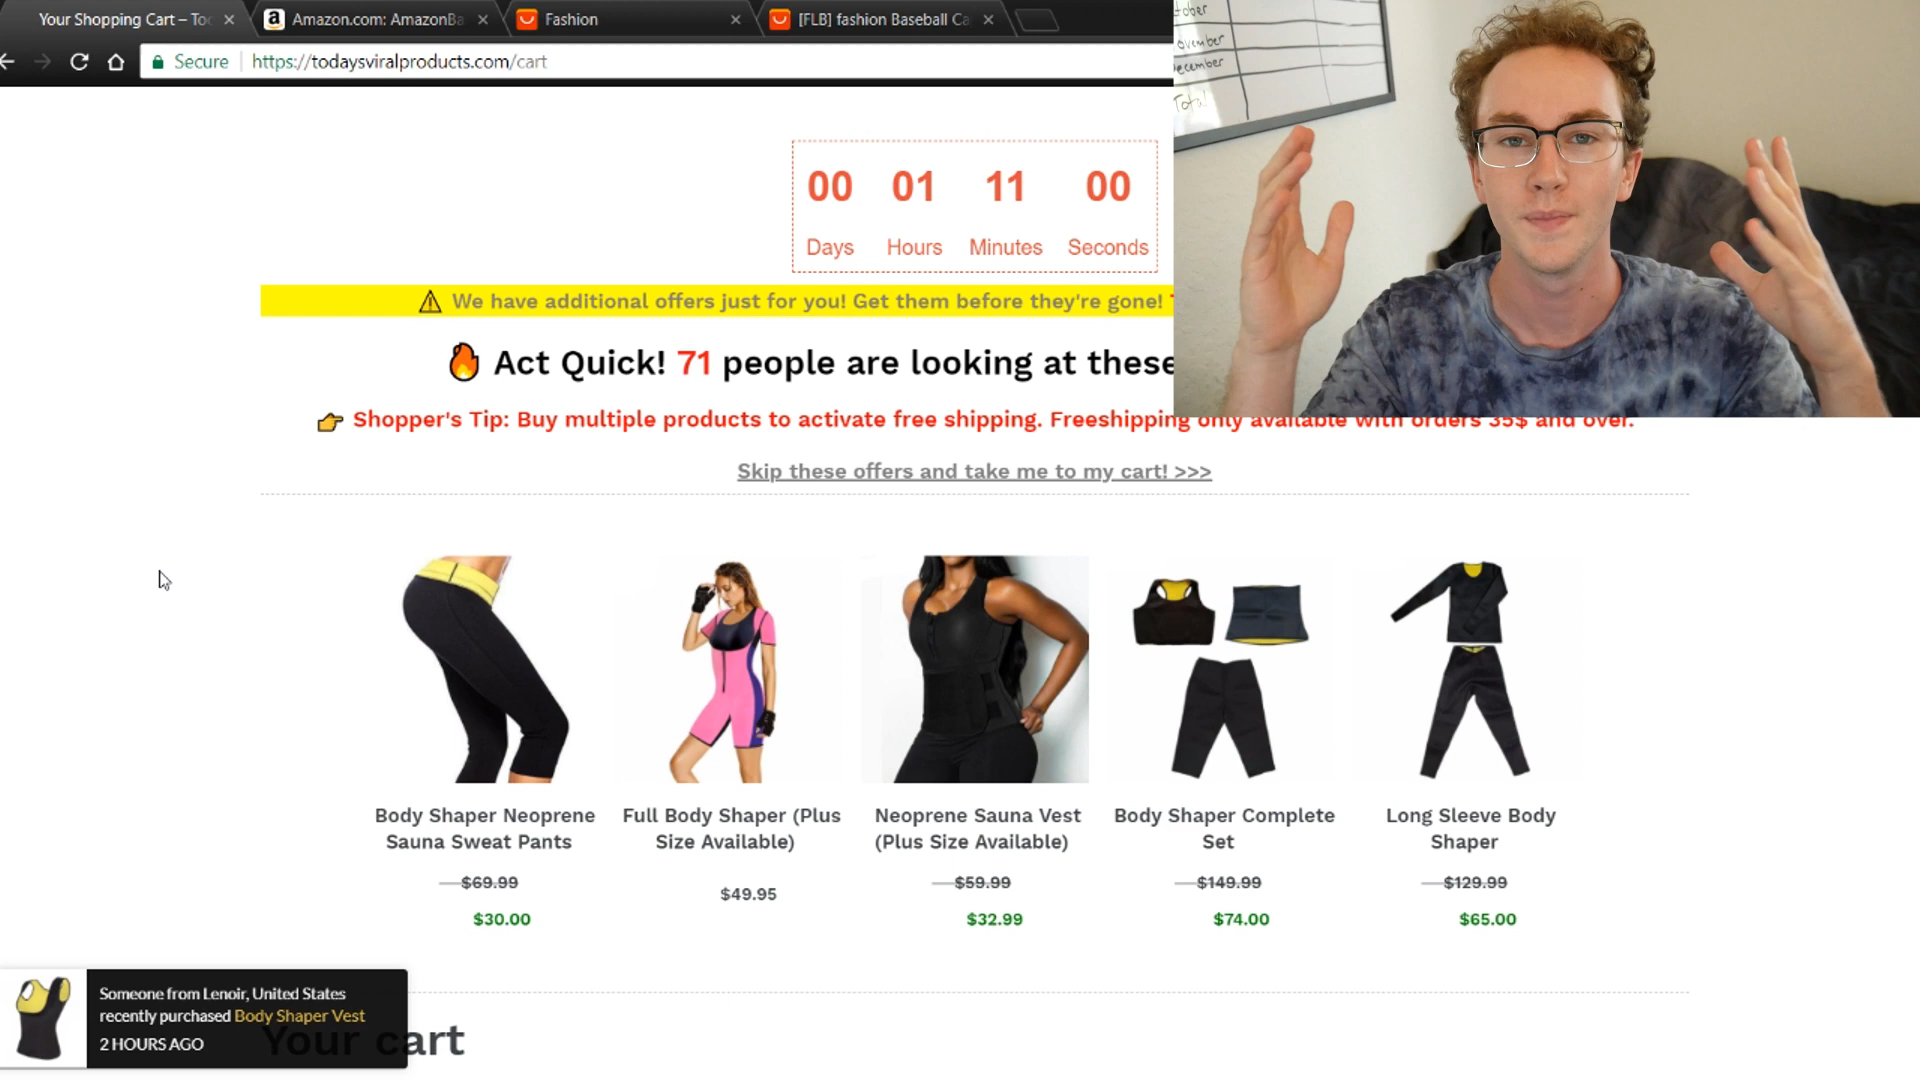 Your Shopping Cart – To
Amazon.com: AmazonBa
Fashion
[FLB] fashion Baseball Ca
Secure
https://todaysviralproducts.com/cart
tober
ovember
ecember
Total
00 01 11 00
Days Hours Minutes Seconds
⚠ We have additional offers just for you! Get them before they're gone!
🔥 Act Quick! 71 people are looking at these
👉 Shopper's Tip: Buy multiple products to activate free shipping. Freeshipping only available with orders 35$ and over.
Skip these offers and take me to my cart! >>>
Body Shaper Neoprene
Sauna Sweat Pants
$69.99
$30.00
Full Body Shaper (Plus
Size Available)
$49.95
Neoprene Sauna Vest
(Plus Size Available)
$59.99
$32.99
Body Shaper Complete
Set
$149.99
$74.00
Long Sleeve Body
Shaper
$129.99
$65.00
Someone from Lenoir, United States
recently purchased Body Shaper Vest
2 HOURS AGO
Your cart